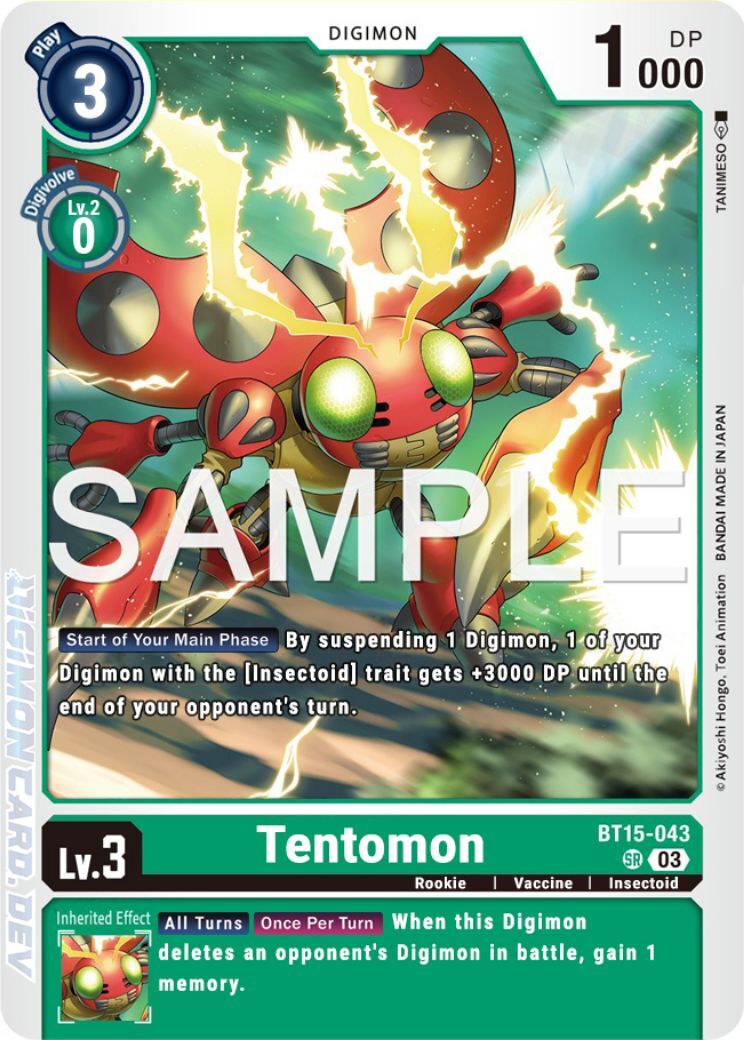 Play
3
DIGIMON
1000
DP
Digivolve
Lv.2
0
TANIMESO
SAMPLE
Start of Your Main Phase By suspending 1 Digimon, 1 of your
Digimon with the [Insectoid] trait gets +3000 DP until the
end of your opponent's turn.
© Akiyoshi Hongo, Toei Animation BANDAI MADE IN JAPAN
DIGIMONCARD.DEV
Lv.3
Tentomon
BT15-043
SR 03
Rookie | Vaccine | Insectoid
Inherited Effect
All Turns Once Per Turn When this Digimon
deletes an opponent's Digimon in battle, gain 1
memory.